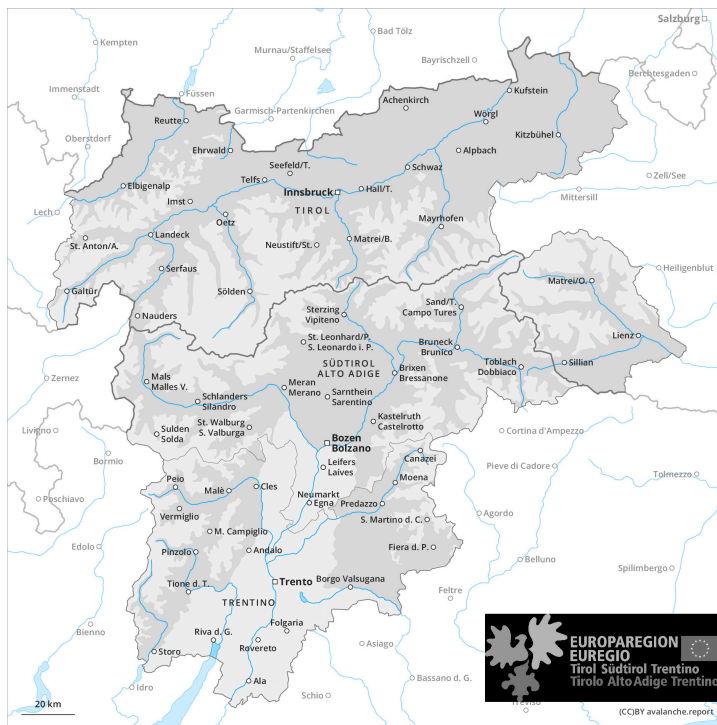 Salzburg
Kempten
Bad Tölz
Murnau/Staffelsee
Bayrischzell
Berchtesgaden
Immenstadt
Füssen
Garmisch-Partenkirchen
Achenkirch
Kufstein
Reutte
Wörgl
Oberstdorf
Ehrwald
Kitzbühel
Alpbach
Seefeld/T.
Schwaz
Telfs
Zell/See
Elbigenalp
Innsbruck
Hall/T.
Mittersill
Imst
TIROL
Lech
Oetz
Mayrhofen
St. Anton/A.
Landeck
Neustift/St.
Matrei/B.
Serfaus
Heiligenblut
Galtür
Sölden
Matrei/O.
Nauders
Sterzing
Vipiteno
Sand/T.
Campo Tures
St. Leonhard/P.
S. Leonardo i. P.
Bruneck
Brunico
Lienz
SÜDTIROL
ALTO ADIGE
Toblach
Dobbiaco
Sillian
Zernez
Mals
Malles V.
Meran
Merano
Brixen
Bressanone
Schlanders
Silandro
Sarnthein
Sarentino
Livigno
Sulden
Solda
St. Walburg
S. Valburga
Kastelruth
Castelrotto
Bozen
Bolzano
Cortina d'Ampezzo
Bormio
Canazei
Leifers
Laives
Pieve di Cadore
Tolmezzo
Peio
Malè
Cles
Moena
Poschiavo
Neumarkt
Egna
Predazzo
Vermiglio
S. Martino d. C.
Agordo
M. Campiglio
Edolo
Pinzolo
Andalo
Fiera d. P.
Belluno
Spilimbergo
Tione d. T.
Trento
Borgo Valsugana
Feltre
TRENTINO
Bienno
Folgaria
Riva d. G.
Rovereto
Asiago
Storo
Ala
Idro
Schio
Bassano d. G.
Treviso
20 km
EUROPAREGION
EUREGIO
Tirol Südtirol Trentino
Tirolo Alto Adige Trentino
(CC)BY avalanche.report